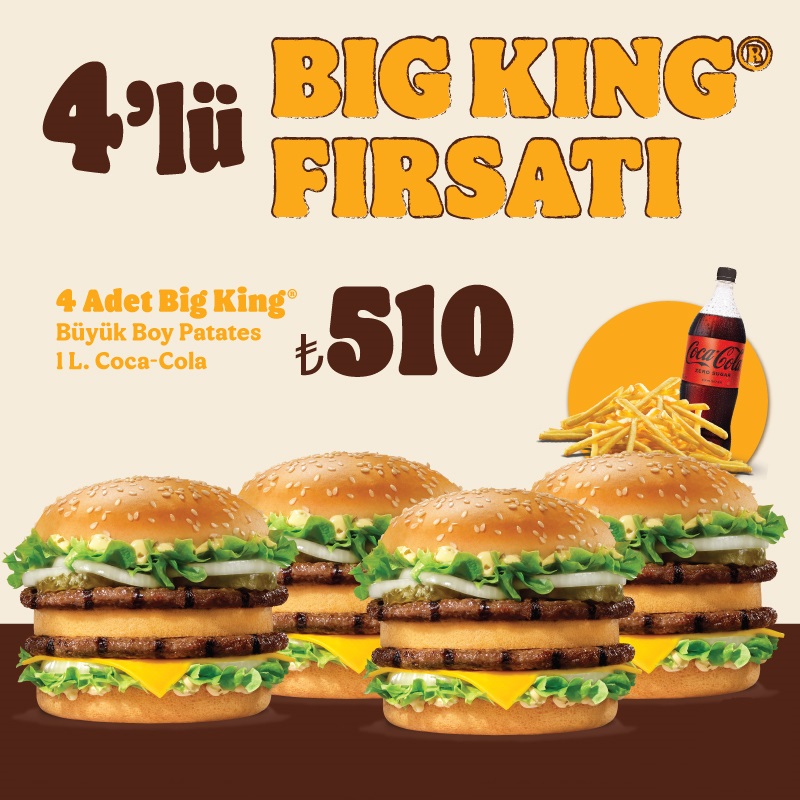 4'lü
BIG KING®
FIRSATI
4 Adet Big King®
Büyük Boy Patates
1 L. Coca-Cola
₺510
Coca-Cola
ZERO SUGAR